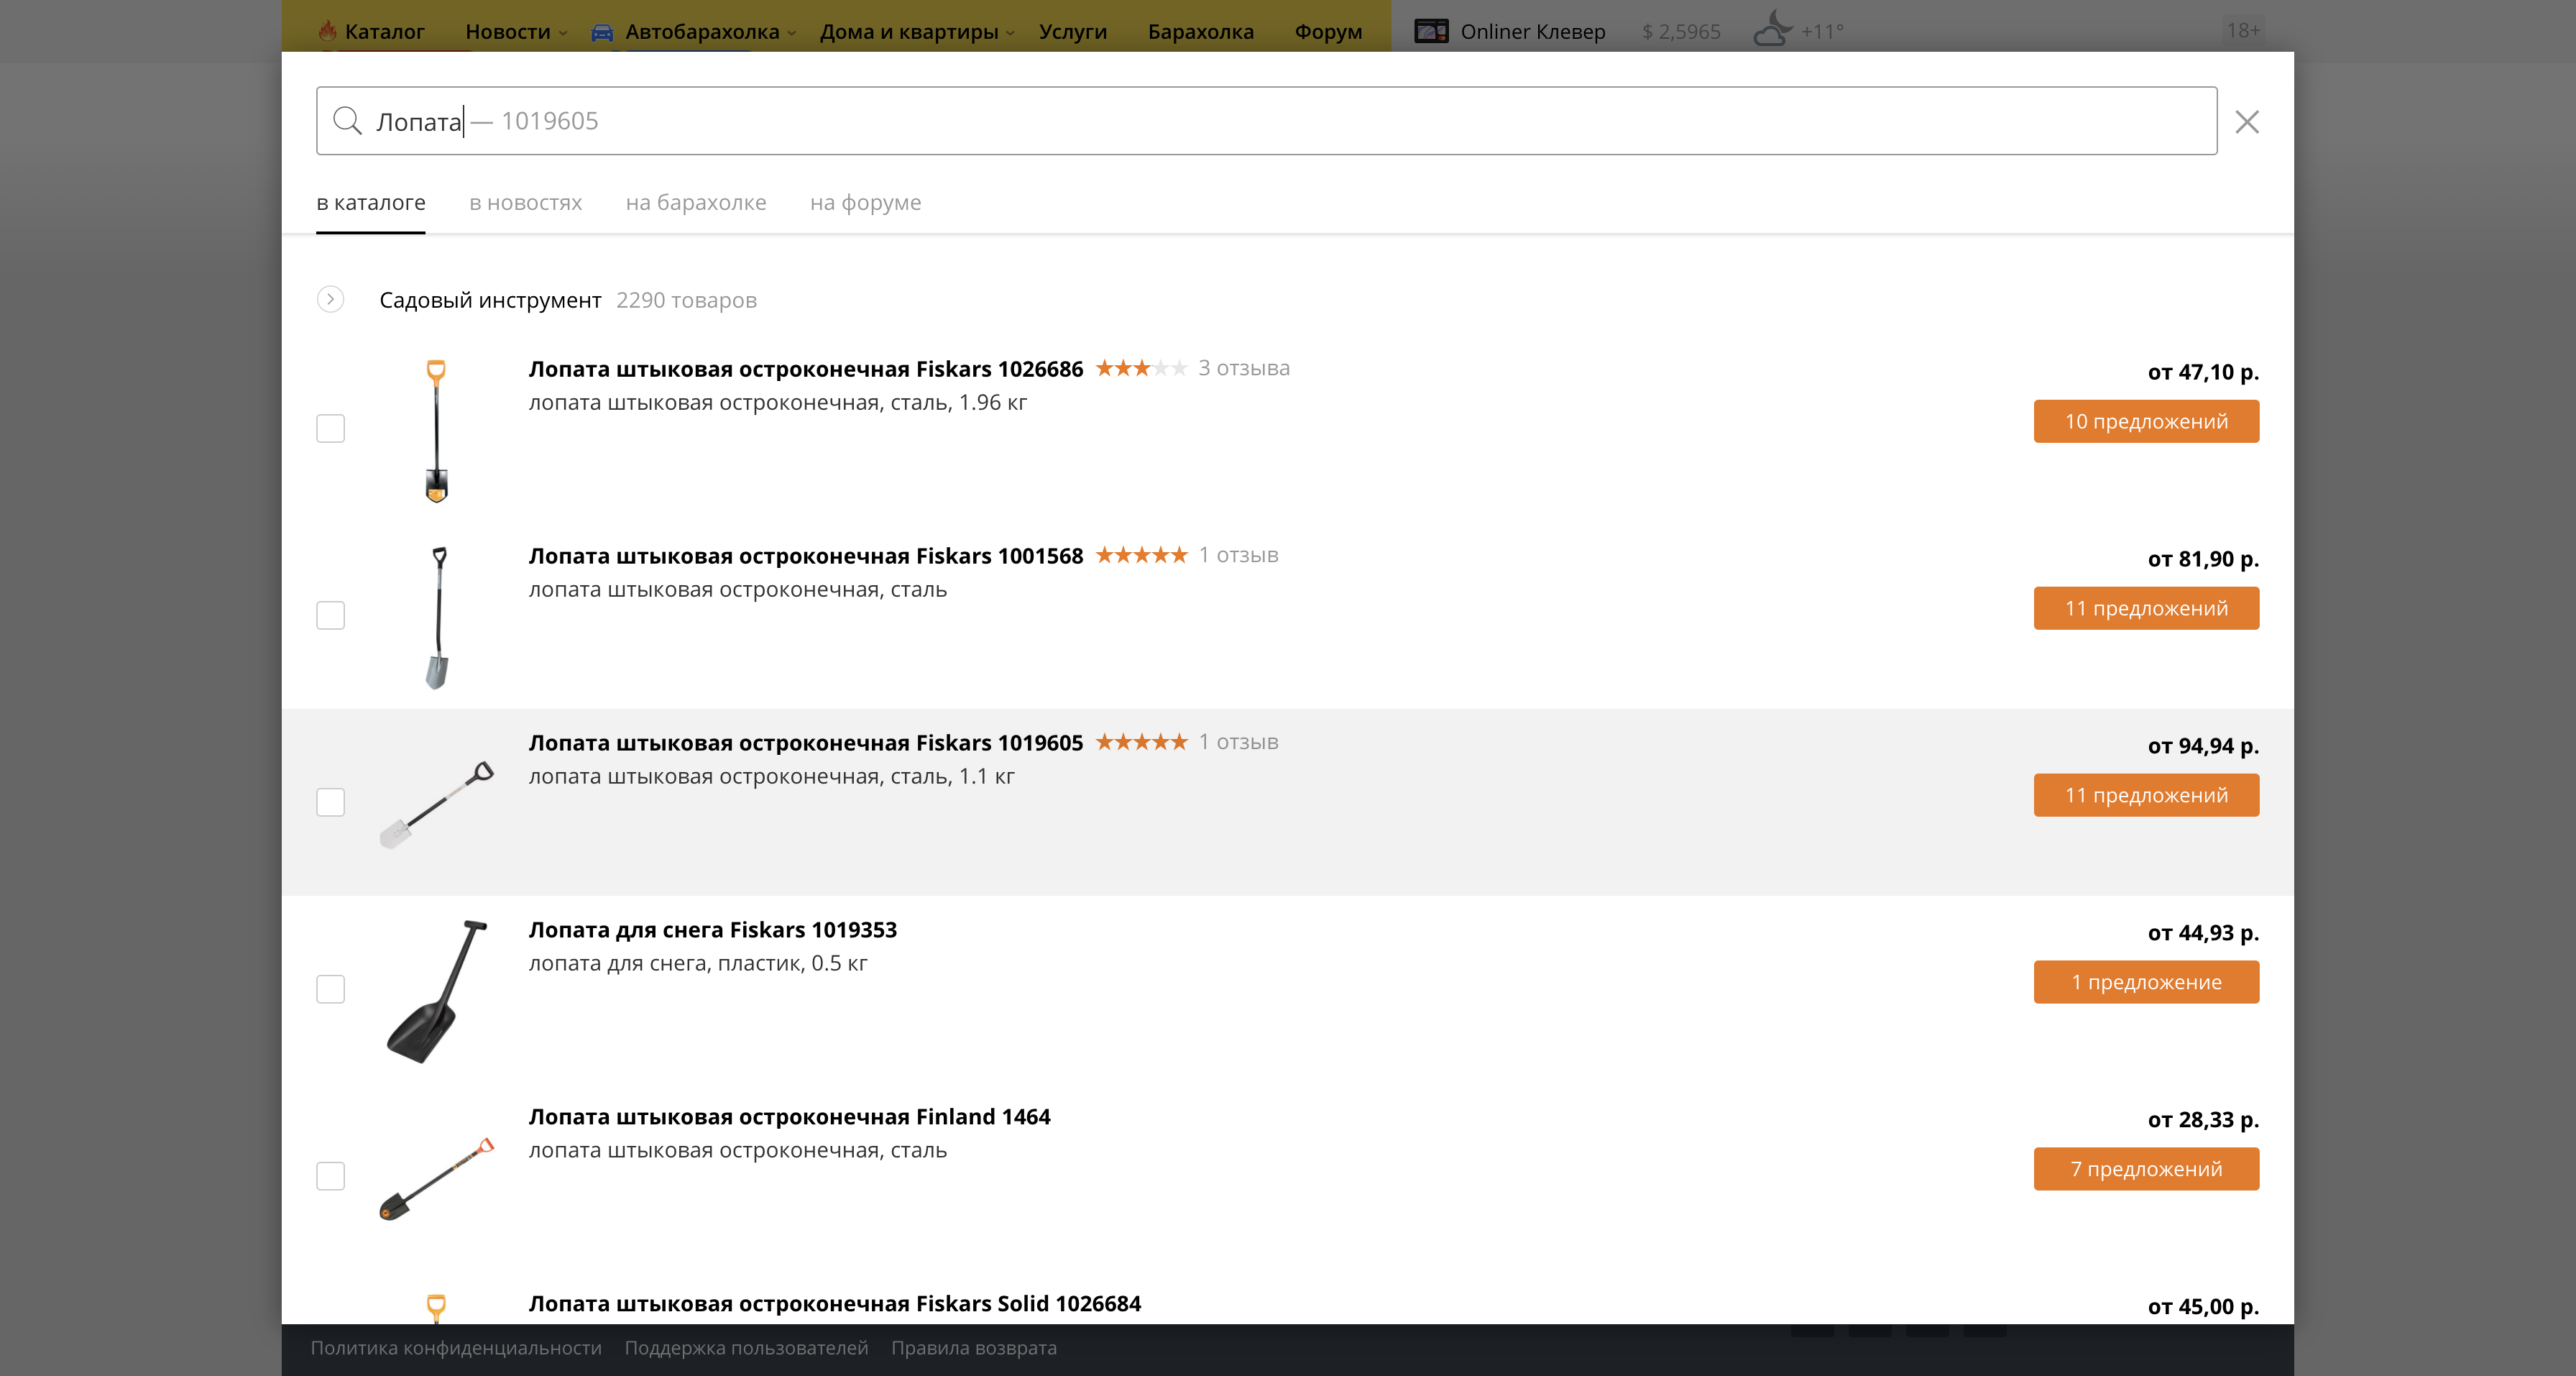 Каталог Новости Автобарахолка Дома и квартиры Услуги Барахолка Форум Onliner Клевер $ 2,5965 +11° 18+
Лопата — 1019605
в каталоге в новостях на барахолке на форуме
Садовый инструмент 2290 товаров
Лопата штыковая остроконечная Fiskars 1026686 3 отзыва
лопата штыковая остроконечная, сталь, 1.96 кг
от 47,10 р.
10 предложений
Лопата штыковая остроконечная Fiskars 1001568 1 отзыв
лопата штыковая остроконечная, сталь
от 81,90 р.
11 предложений
Лопата штыковая остроконечная Fiskars 1019605 1 отзыв
лопата штыковая остроконечная, сталь, 1.1 кг
от 94,94 р.
11 предложений
Лопата для снега Fiskars 1019353
лопата для снега, пластик, 0.5 кг
от 44,93 р.
1 предложение
Лопата штыковая остроконечная Finland 1464
лопата штыковая остроконечная, сталь
от 28,33 р.
7 предложений
Лопата штыковая остроконечная Fiskars Solid 1026684
от 45,00 р.
Политика конфиденциальности Поддержка пользователей Правила возврата